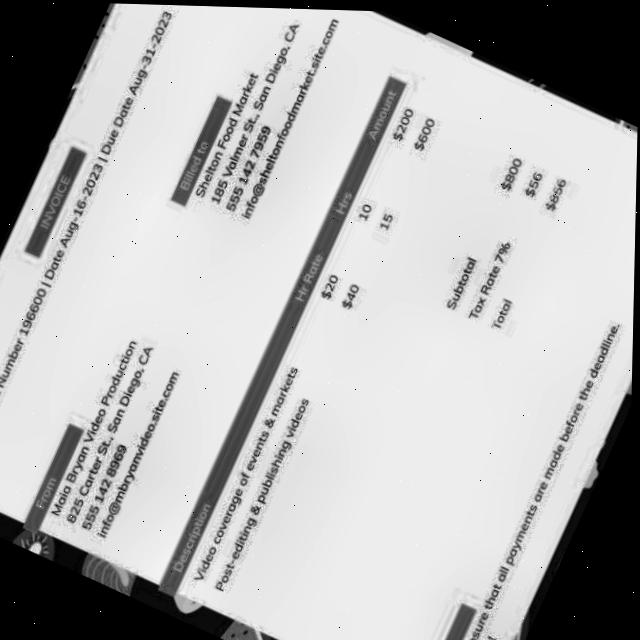 INVOICE
Number 1986600 | Date Aug-16-2023 | Due Date Aug-31-2023
From
Mela Bryan Video Production
825 Carter St., San Diego, CA
555 142 8989
info@mbryanvideo.site.com
Billed to
Shelton Food Market
185 Valmer St., San Diego, CA
555 142 7959
info@sheltonfoodmarket.site.com
Description Hr Rate Hrs Amount
Video coverage of events & markets $20 10 $200
Post-editing & publishing videos $40 15 $600
Subtotal $800
Tax Rate 7% $56
Total $856
sure that all payments are made before the deadline.